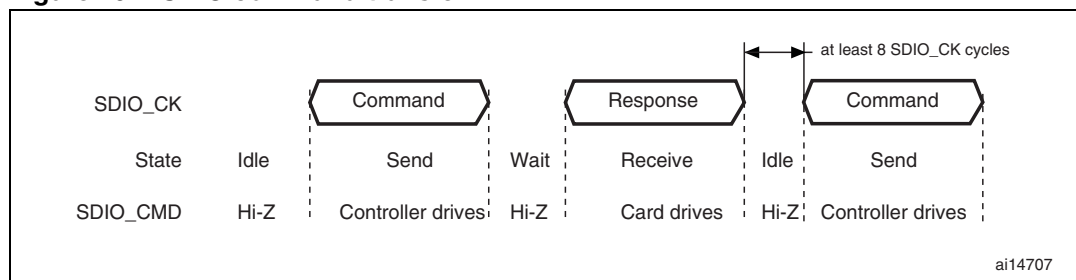 at least 8 SDIO_CK cycles
SDIO_CK Command Response Command
State Idle Send Wait Receive Idle Send
SDIO_CMD Hi-Z Controller drives Hi-Z Card drives Hi-Z Controller drives
ai14707